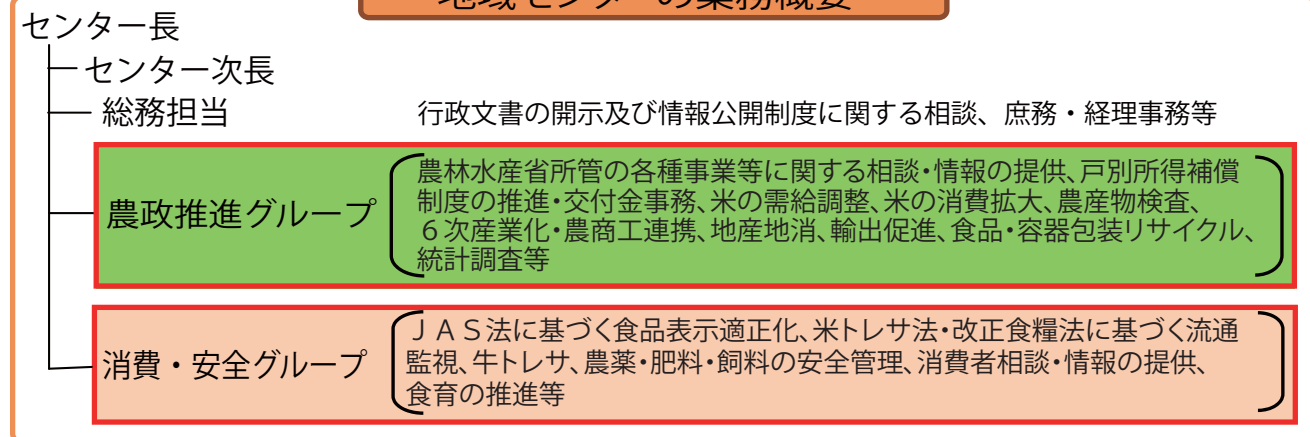 地域センターの業務概要
センター長
センター次長
総務担当
行政文書の開示及び情報公開制度に関する相談、庶務・経理事務等
農政推進グループ
農林水産省所管の各種事業等に関する相談・情報の提供、戸別所得補償
制度の推進・交付金事務、米の需給調整、米の消費拡大、農産物検査、
６次産業化・農商工連携、地産地消、輸出促進、食品・容器包装リサイクル、
統計調査等
消費・安全グループ
ＪＡＳ法に基づく食品表示適正化、米トレサ法・改正食糧法に基づく流通
監視、牛トレサ、農薬・肥料・飼料の安全管理、消費者相談・情報の提供、
食育の推進等